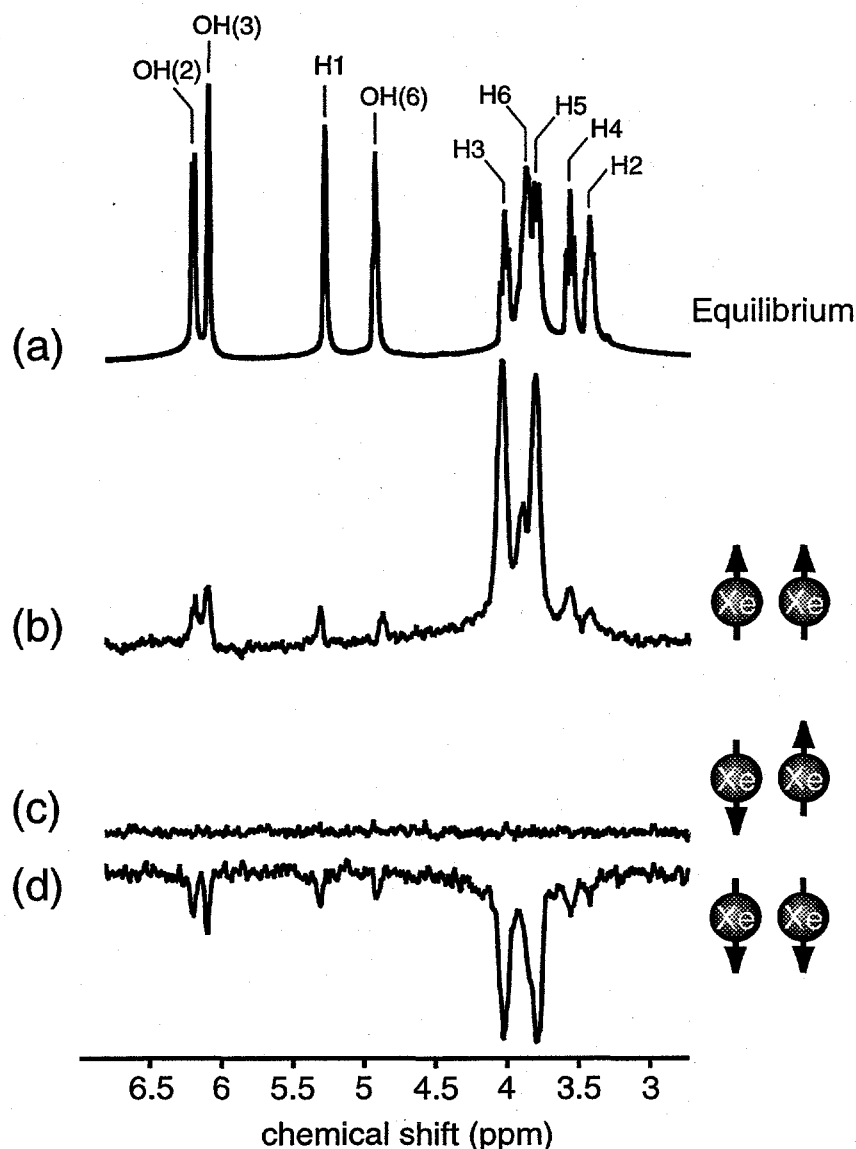 OH(3)
OH(2)
H1
OH(6)
H6
H5
H3
H4
H2
Equilibrium
(a)
(b)
Xe Xe
(c)
Xe Xe
(d)
Xe Xe
6.5 6 5.5 5 4.5 4 3.5 3
chemical shift (ppm)